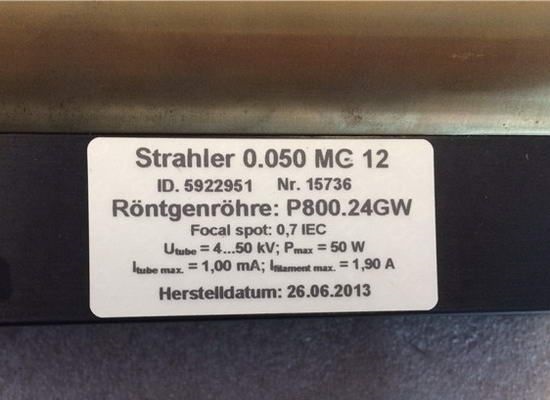 Strahler 0.050 MC 12
ID. 5922951 Nr. 15736
Röntgenröhre: P800.24GW
Focal spot: 0,7 IEC
Utube = 4...50 kV; Pmax = 50 W
Itube max. = 1,00 mA; Ifilament max. = 1,90 A
Herstelldatum: 26.06.2013